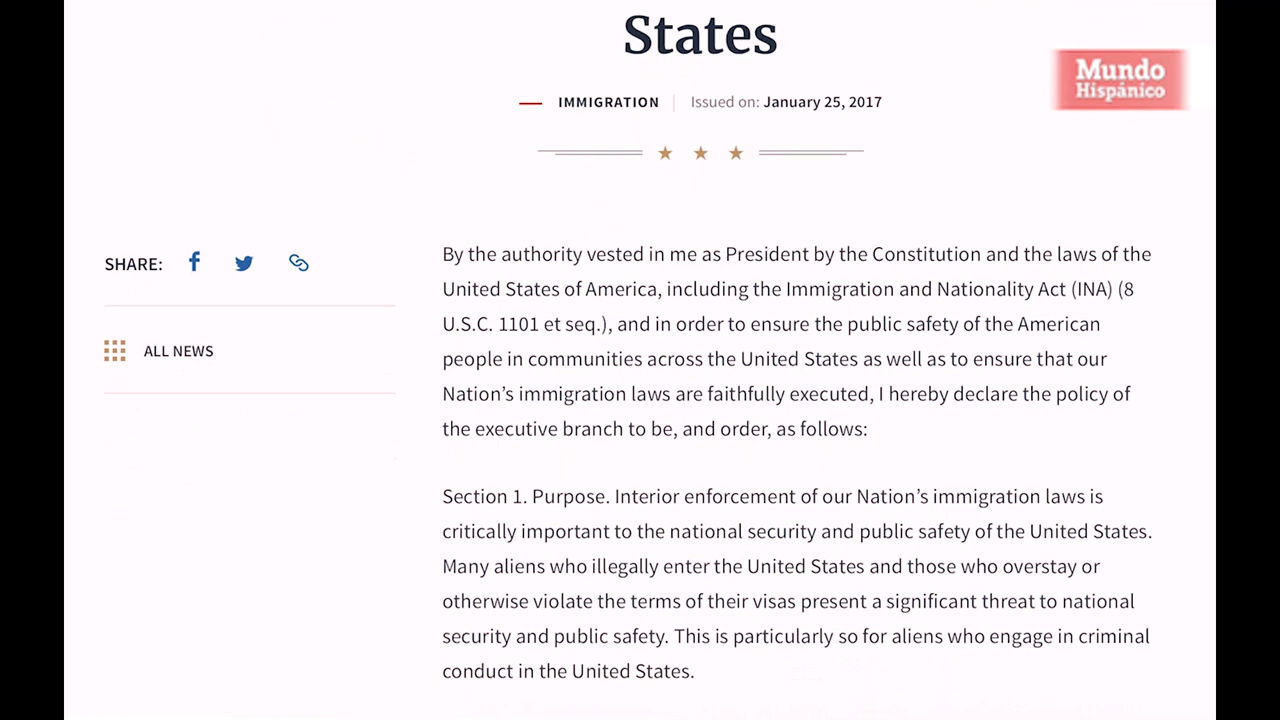 States
Mundo
Hispánico
IMMIGRATION
Issued on: January 25, 2017
SHARE:
ALL NEWS
By the authority vested in me as President by the Constitution and the laws of the
United States of America, including the Immigration and Nationality Act (INA) (8
U.S.C. 1101 et seq.), and in order to ensure the public safety of the American
people in communities across the United States as well as to ensure that our
Nation’s immigration laws are faithfully executed, I hereby declare the policy of
the executive branch to be, and order, as follows:
Section 1. Purpose. Interior enforcement of our Nation’s immigration laws is
critically important to the national security and public safety of the United States.
Many aliens who illegally enter the United States and those who overstay or
otherwise violate the terms of their visas present a significant threat to national
security and public safety. This is particularly so for aliens who engage in criminal
conduct in the United States.